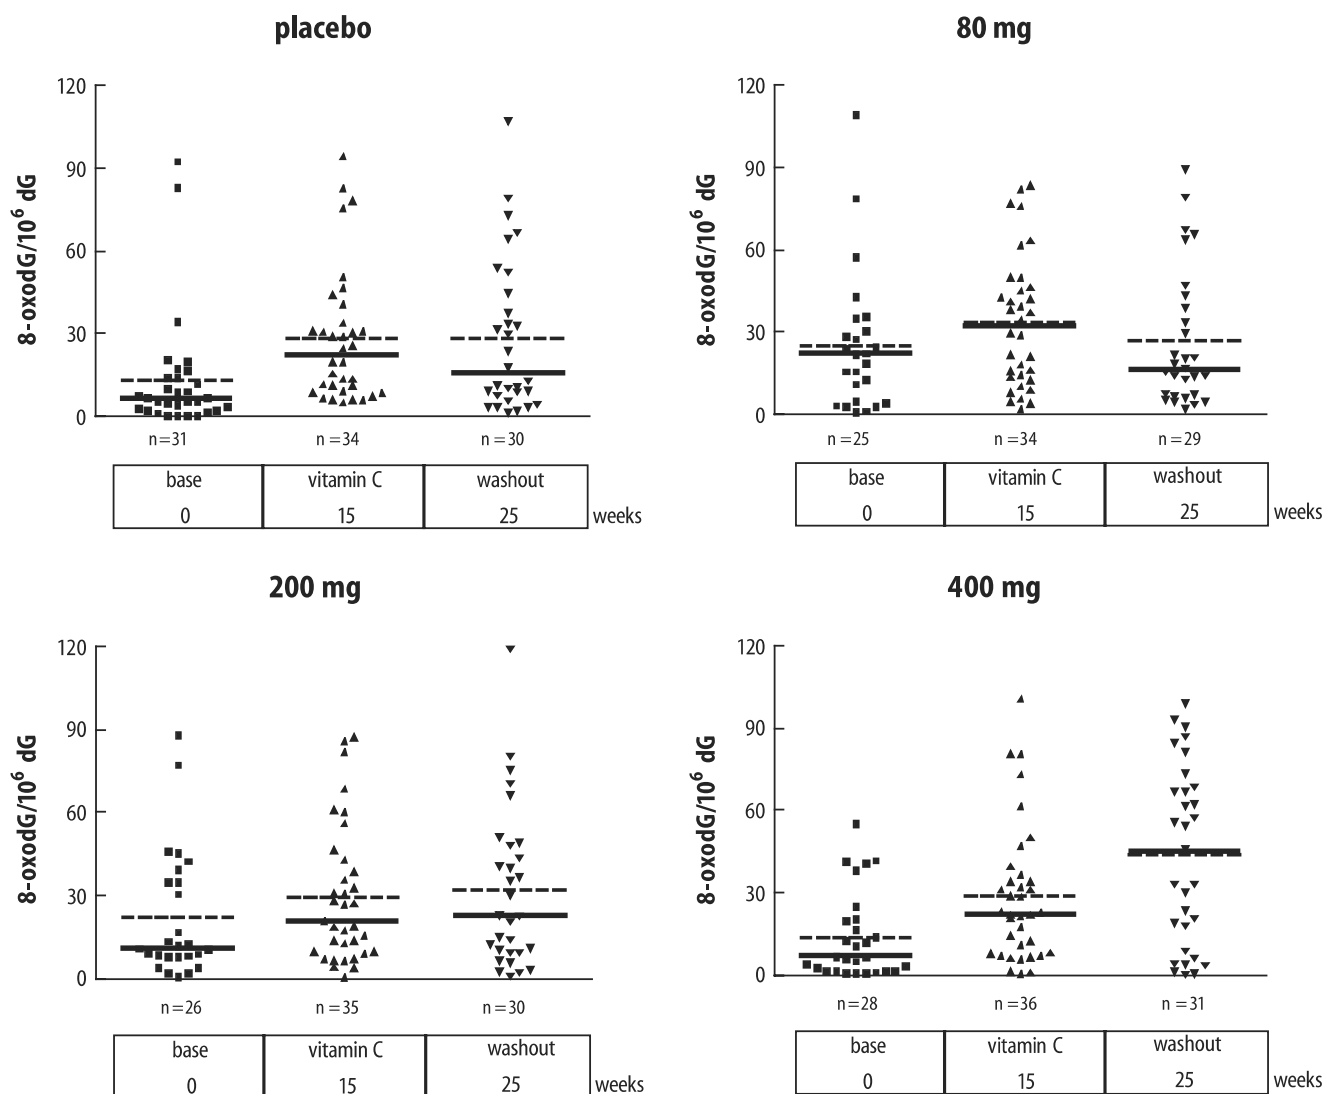 placebo
80 mg
120
90
60
30
0
8-oxodG/10⁶ dG
n=31
n=34
n=30
base
vitamin C
washout
0
15
25
weeks
120
90
60
30
0
8-oxodG/10⁶ dG
n=25
n=34
n=29
base
vitamin C
washout
0
15
25
weeks
200 mg
400 mg
120
90
60
30
0
8-oxodG/10⁶ dG
n=26
n=35
n=30
base
vitamin C
washout
0
15
25
weeks
120
90
60
30
0
8-oxodG/10⁶ dG
n=28
n=36
n=31
base
vitamin C
washout
0
15
25
weeks